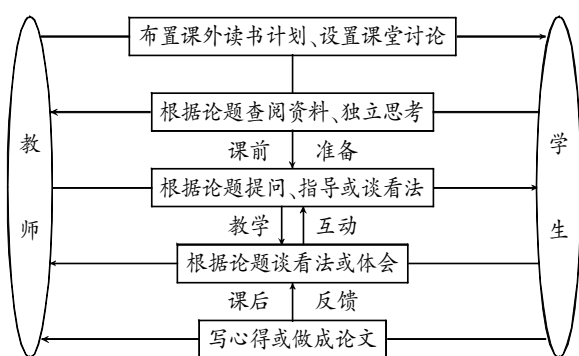 布置课外读书计划、设置课堂讨论
根据论题查阅资料、独立思考
课前 准备
根据论题提问、指导或谈看法
教学 互动
根据论题谈看法或体会
课后 反馈
写心得或做成论文
教师
学生